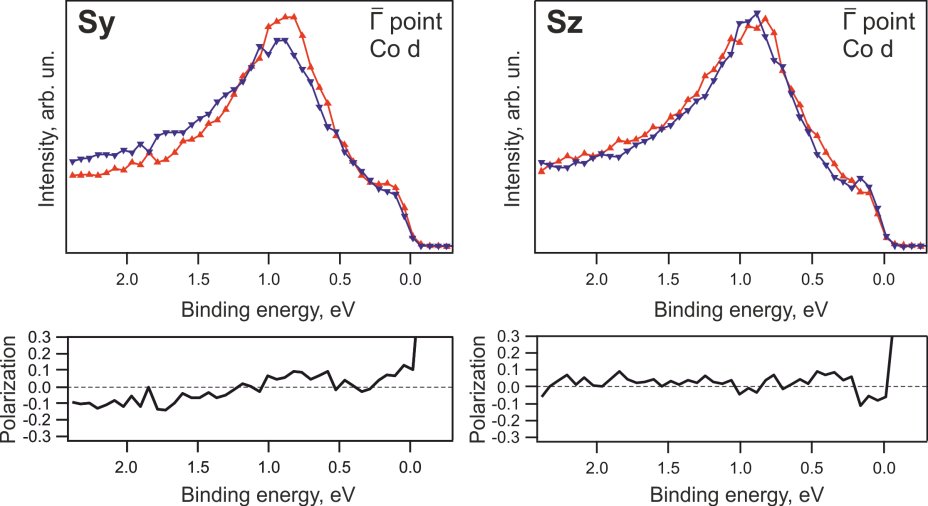 Sy
Γ̅ point
Co d
Intensity, arb. un.
2.0 1.5 1.0 0.5 0.0
Binding energy, eV
Sz
Γ̅ point
Co d
Intensity, arb. un.
2.0 1.5 1.0 0.5 0.0
Binding energy, eV
Polarization
0.3
0.2
0.1
0.0
-0.1
-0.2
-0.3
2.0 1.5 1.0 0.5 0.0
Binding energy, eV
Polarization
0.3
0.2
0.1
0.0
-0.1
-0.2
-0.3
2.0 1.5 1.0 0.5 0.0
Binding energy, eV